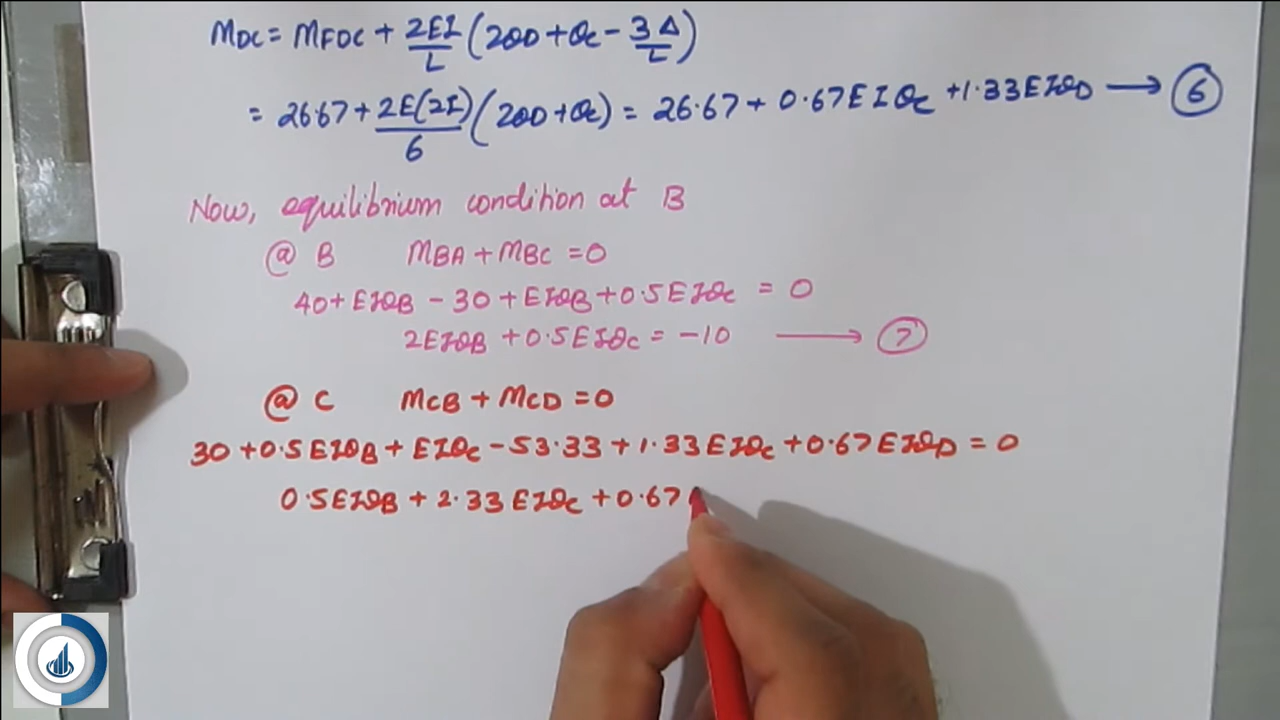 MDC = MFDC + 2EI/L (2θD + θC - 3Δ/L)
= 26.67 + 2E(2I)/6 (2θD + θC) = 26.67 + 0.67EIθC + 1.33EIθD → 6
Now, equilibrium condition at B
@ B MBA + MBC = 0
40 + EIθB - 30 + EIθB + 0.5EIθC = 0
2EIθB + 0.5EIθC = -10 → 7
@ C MCB + MCD = 0
30 + 0.5EIθB + EIθC - 53.33 + 1.33EIθC + 0.67EIθD = 0
0.5EIθB + 2.33EIθC + 0.67